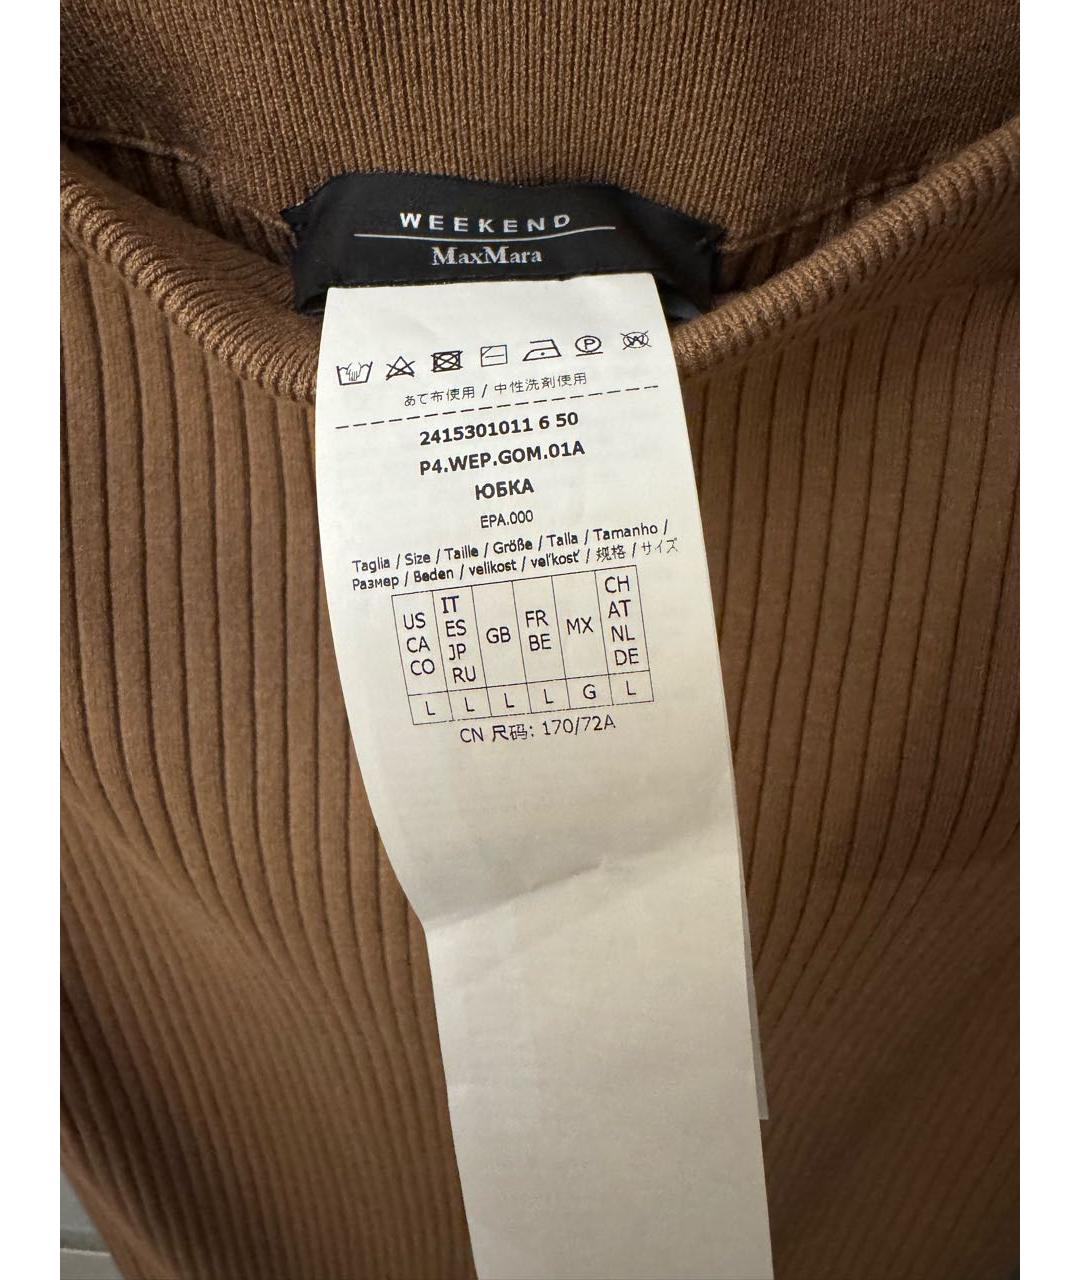 WEEKEND
MaxMara
あて布使用 / 中性洗剤使用
2415301011 6 50
P4.WEP.GOM.01A
ЮБКА
EPA.000
Taglia / Size / Taille / Größe / Talla / Tamanho /
Размер / Beden / velikost / veľkosť / 规格 / サイズ
US CA CO
IT ES JP RU
GB
FR BE
MX
CH AT NL DE
L L L L G L
CN 尺码: 170/72A